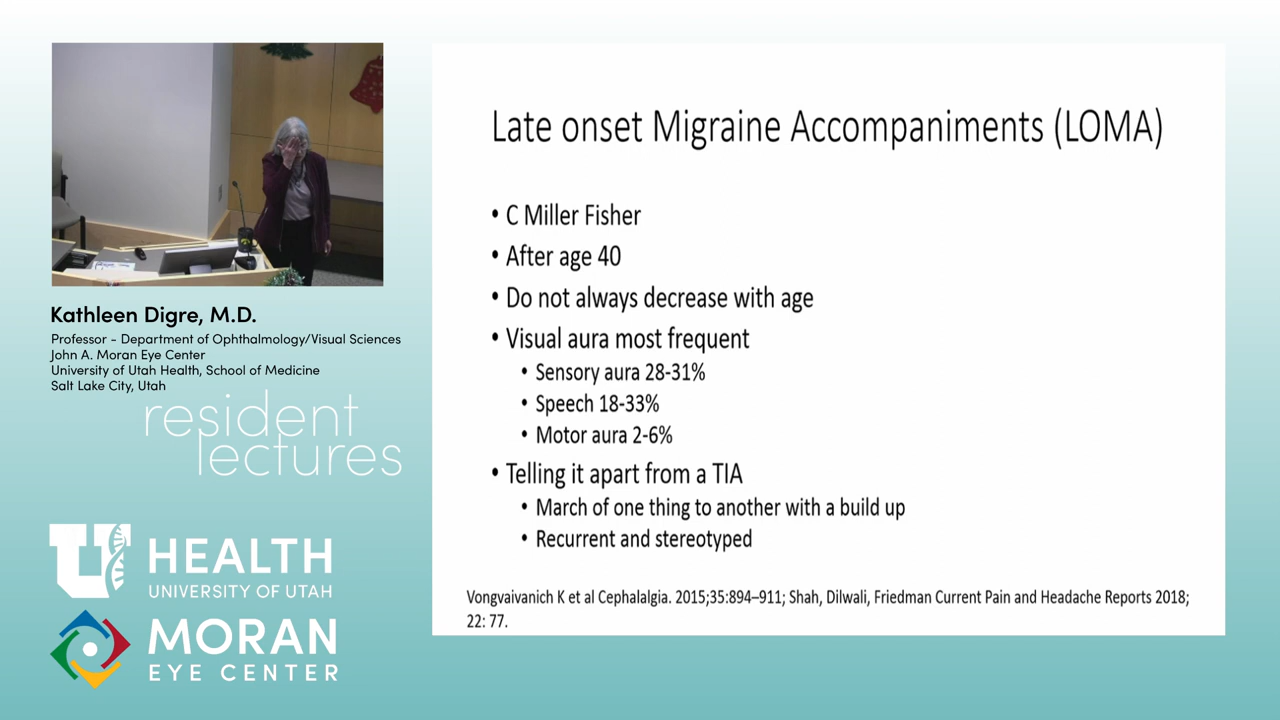 Late onset Migraine Accompaniments (LOMA)
• C Miller Fisher
• After age 40
• Do not always decrease with age
• Visual aura most frequent
• Sensory aura 28-31%
• Speech 18-33%
• Motor aura 2-6%
• Telling it apart from a TIA
• March of one thing to another with a build up
• Recurrent and stereotyped
Vongvaivanich K et al Cephalalgia. 2015;35:894–911; Shah, Dilwali, Friedman Current Pain and Headache Reports 2018;
22: 77.
Kathleen Digre, M.D.
Professor - Department of Ophthalmology/Visual Sciences
John A. Moran Eye Center
University of Utah Health, School of Medicine
Salt Lake City, Utah
resident
lectures
U HEALTH
UNIVERSITY OF UTAH
MORAN
EYE CENTER